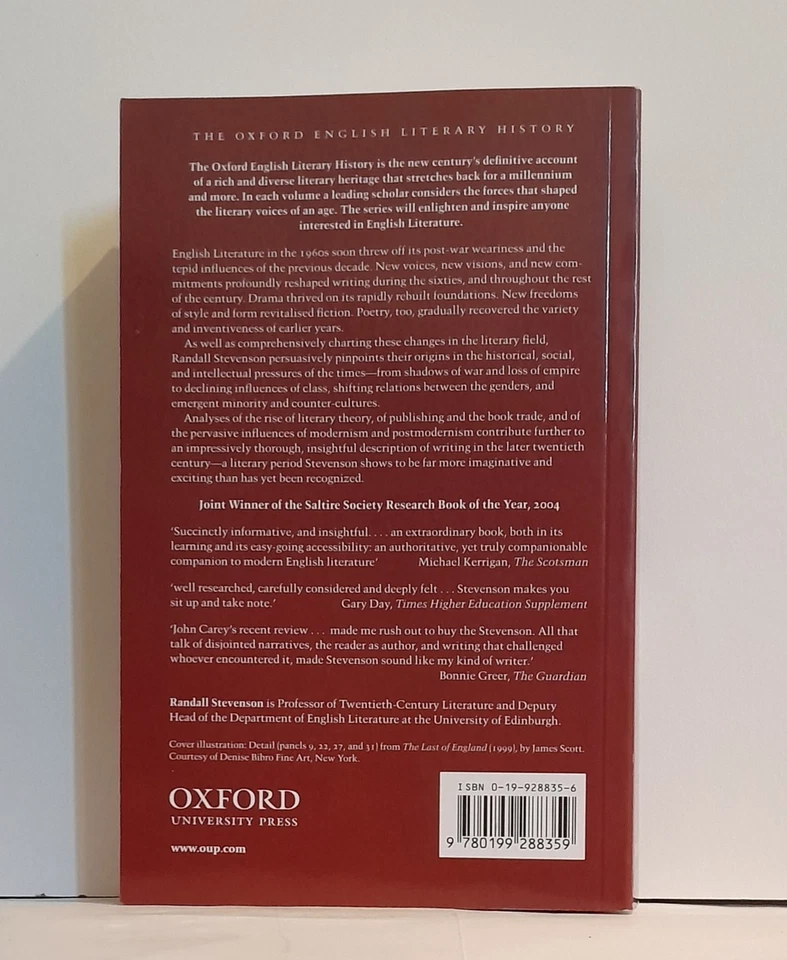 THE OXFORD ENGLISH LITERARY HISTORY
The Oxford English Literary History is the new century's definitive account
of a rich and diverse literary heritage that stretches back for a millennium
and more. In each volume a leading scholar considers the forces that shaped
the literary voices of an age. The series will enlighten and inspire anyone
interested in English Literature.
English Literature in the 1960s soon threw off its post-war weariness and the
tepid influences of the previous decade. New voices, new visions, and new com-
mitments profoundly reshaped writing during the sixties, and throughout the rest
of the century. Drama thrived on its rapidly rebuilt foundations. New freedoms
of style and form revitalised fiction. Poetry, too, gradually recovered the variety
and inventiveness of earlier years.
As well as comprehensively charting these changes in the literary field,
Randall Stevenson persuasively pinpoints their origins in the historical, social,
and intellectual pressures of the times—from shadows of war and loss of empire
to declining influences of class, shifting relations between the genders, and
emergent minority and counter-cultures.
Analyses of the rise of literary theory, of publishing and the book trade, and of
the pervasive influences of modernism and postmodernism contribute further to
an impressively thorough, insightful description of writing in the later twentieth
century—a literary period Stevenson shows to be far more imaginative and
exciting than has yet been recognized.
Joint Winner of the Saltire Society Research Book of the Year, 2004
'Succinctly informative, and insightful. . . . an extraordinary book, both in its
learning and its easy-going accessibility: an authoritative, yet truly companionable
companion to modern English literature' Michael Kerrigan, The Scotsman
'well researched, carefully considered and deeply felt . . . Stevenson makes you
sit up and take note.' Gary Day, Times Higher Education Supplement
'John Carey's recent review . . . made me rush out to buy the Stevenson. All that
talk of disjointed narratives, the reader as author, and writing that challenged
whoever encountered it, made Stevenson sound like my kind of writer.'
Bonnie Greer, The Guardian
Randall Stevenson is Professor of Twentieth-Century Literature and Deputy
Head of the Department of English Literature at the University of Edinburgh.
Cover illustration: Detail (panels 9, 22, 27, and 31) from The Last of England (1999), by James Scott.
Courtesy of Denise Bibro Fine Art, New York.
OXFORD
UNIVERSITY PRESS
www.oup.com
ISBN 0-19-928835-6
9 780199 288359